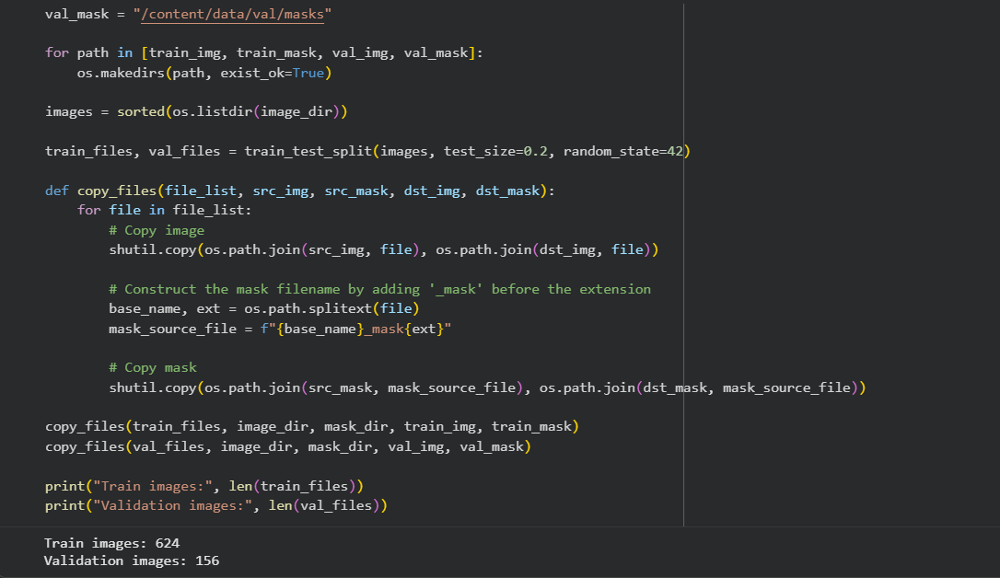 val_mask = "/content/data/val/masks"
for path in [train_img, train_mask, val_img, val_mask]:
    os.makedirs(path, exist_ok=True)
images = sorted(os.listdir(image_dir))
train_files, val_files = train_test_split(images, test_size=0.2, random_state=42)
def copy_files(file_list, src_img, src_mask, dst_img, dst_mask):
    for file in file_list:
        # Copy image
        shutil.copy(os.path.join(src_img, file), os.path.join(dst_img, file))
        # Construct the mask filename by adding '_mask' before the extension
        base_name, ext = os.path.splitext(file)
        mask_source_file = f"{base_name}_mask{ext}"
        # Copy mask
        shutil.copy(os.path.join(src_mask, mask_source_file), os.path.join(dst_mask, mask_source_file))
copy_files(train_files, image_dir, mask_dir, train_img, train_mask)
copy_files(val_files, image_dir, mask_dir, val_img, val_mask)
print("Train images:", len(train_files))
print("Validation images:", len(val_files))
Train images: 624
Validation images: 156